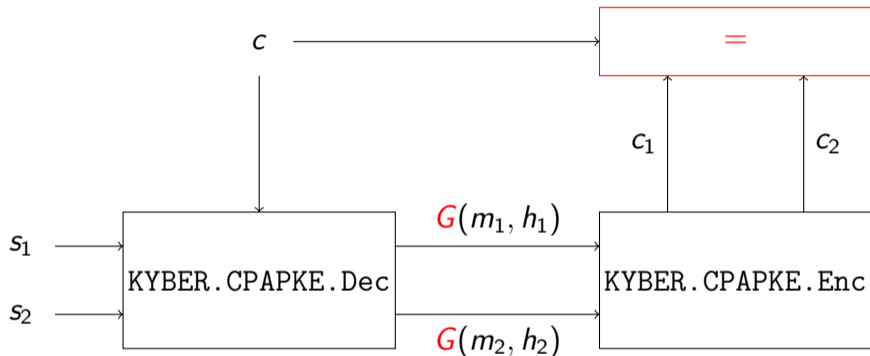 c
=
c₁
c₂
G(m₁, h₁)
s₁
KYBER.CPAPKE.Dec
KYBER.CPAPKE.Enc
s₂
G(m₂, h₂)